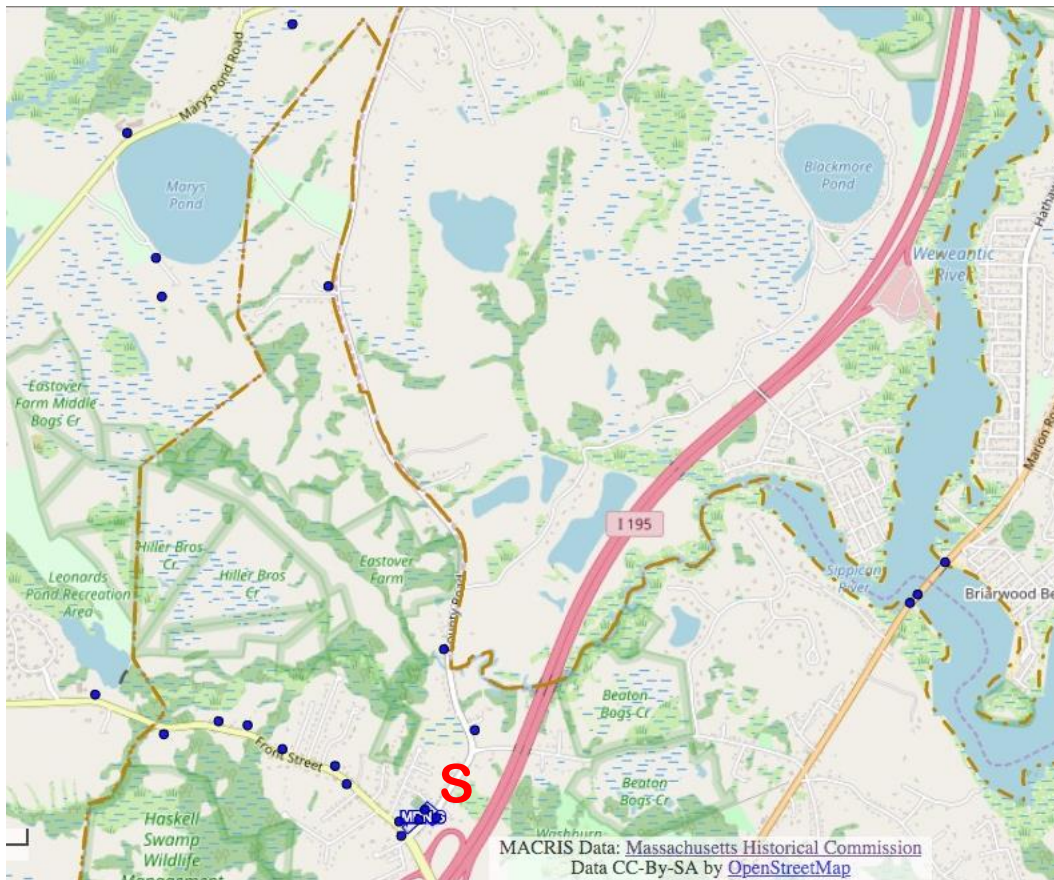 Marys Pond Road
Marys
Pond
Blackmore
Pond
Hatha
Weweantic
River
Eastover
Farm Middle
Bogs Cr
Marion Ro
I 195
Hiller Bros
Cr
Hiller Bros
Cr
Eastover
Farm
Leonards
Pond Recreation
Area
Sippican
River
Briarwood Be
ounty Road
Beaton
Bogs Cr
Front Street
S
Beaton
Bogs Cr
Haskell
Swamp
Wildlife
Management
Washburn
MACRIS Data: Massachusetts Historical Commission
Data CC-By-SA by OpenStreetMap